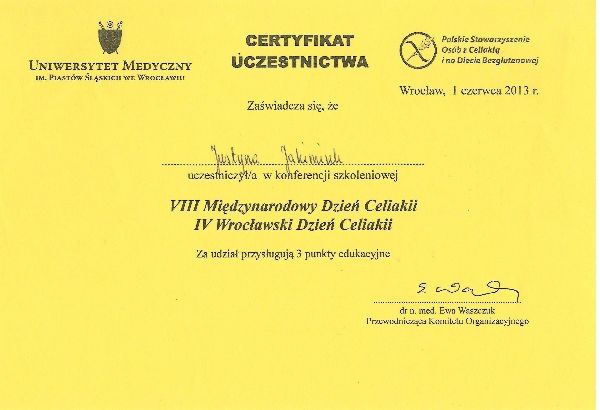 UNIWERSYTET MEDYCZNY
IM. PIASTÓW ŚLĄSKICH WE WROCŁAWIU
CERTYFIKAT
UCZESTNICTWA
Polskie Stowarzyszenie
Osób z Celiakią
i na Diecie Bezglutenowej
Wrocław, 1 czerwca 2013 r.
Zaświadcza się, że
Justyna Jakimiuk
uczestniczył/a w konferencji szkoleniowej
VIII Międzynarodowy Dzień Celiakii
IV Wrocławski Dzień Celiakii
Za udział przysługują 3 punkty edukacyjne
dr n. med. Ewa Waszczuk
Przewodnicząca Komitetu Organizacyjnego